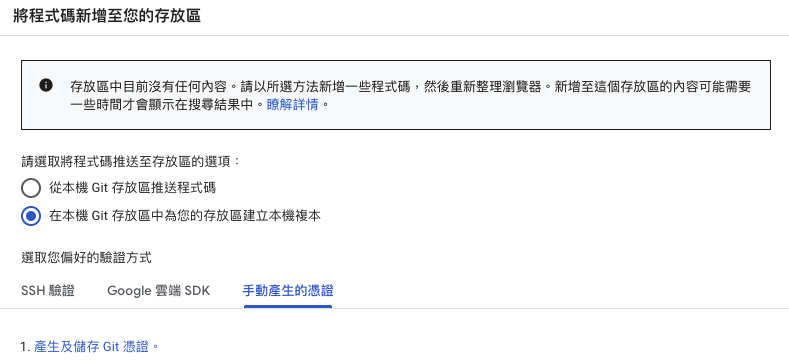 將程式碼新增至您的存放區
存放區中目前沒有任何內容。請以所選方法新增一些程式碼，然後重新整理瀏覽器。新增至這個存放區的內容可能需要
一些時間才會顯示在搜尋結果中。瞭解詳情。
請選取將程式碼推送至存放區的選項：
從本機 Git 存放區推送程式碼
在本機 Git 存放區中為您的存放區建立本機複本
選取您偏好的驗證方式
SSH 驗證 Google 雲端 SDK 手動產生的憑證
1. 產生及儲存 Git 憑證。